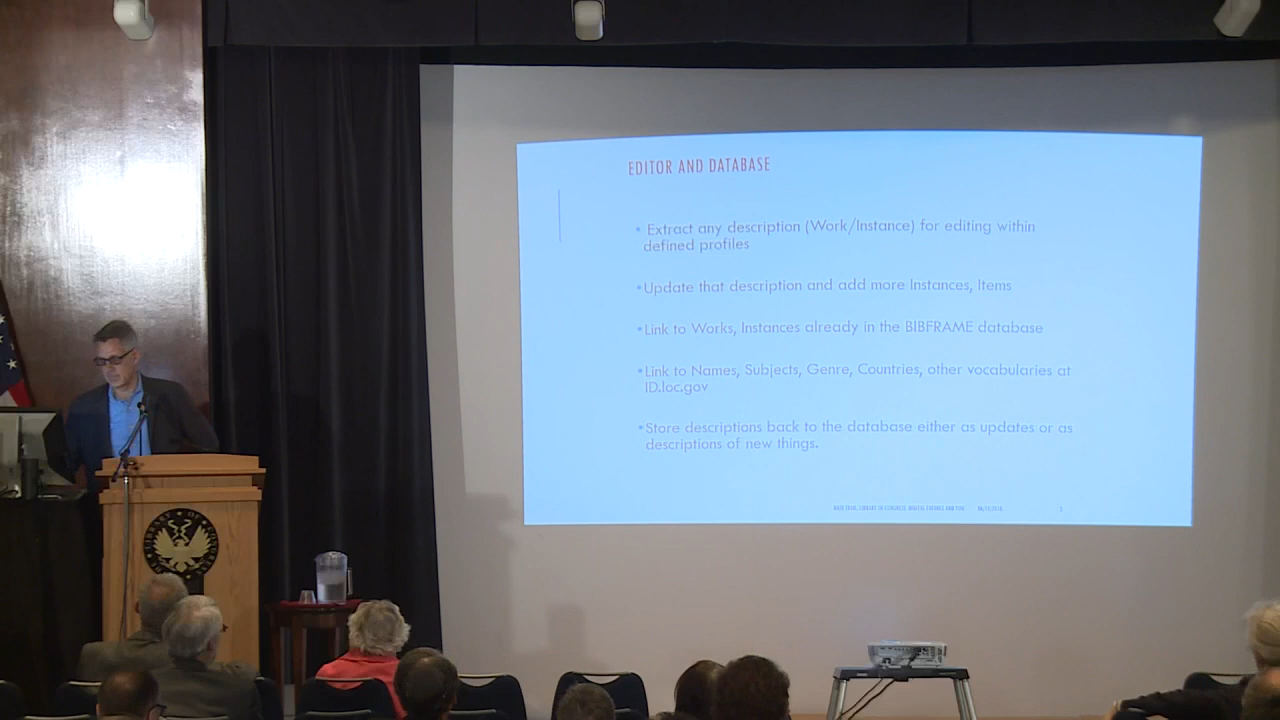 EDITOR AND DATABASE
• Extract any description (Work/Instance) for editing within
defined profiles
•Update that description and add more Instances, Items
•Link to Works, Instances already in the BIBFRAME database
•Link to Names, Subjects, Genre, Countries, other vocabularies at
ID.loc.gov
•Store descriptions back to the database either as updates or as
descriptions of new things.
LIBRARY OF CONGRESS